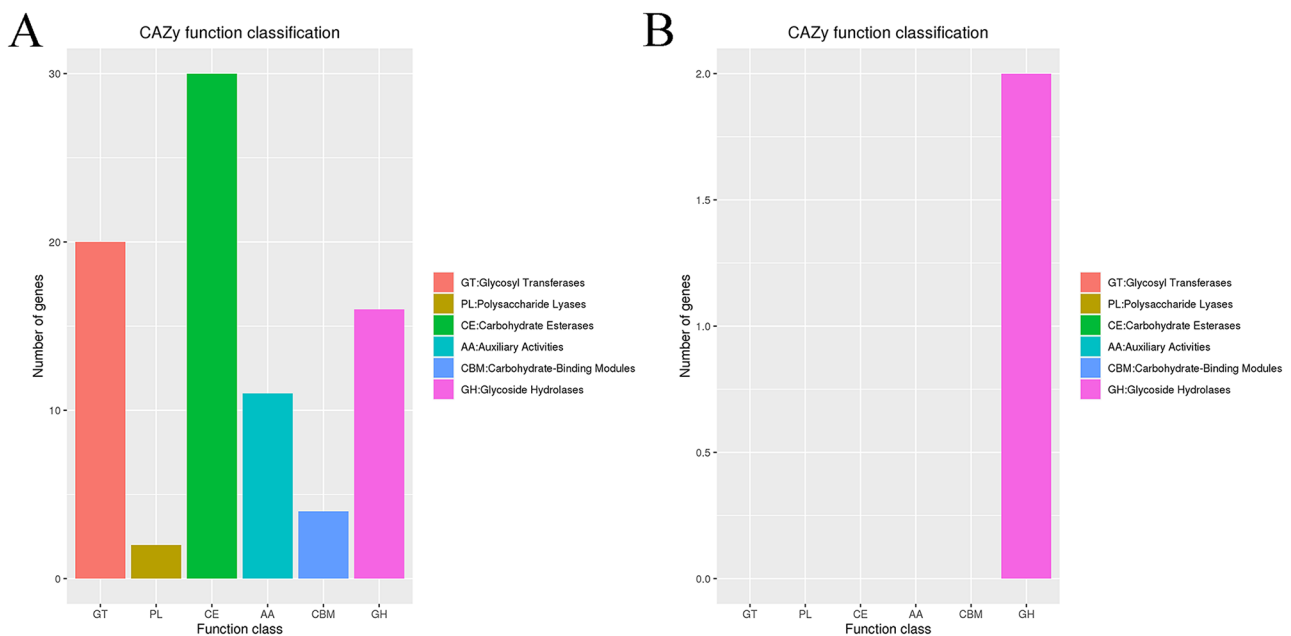 A
CAZy function classification
Number of genes
30
20
10
0
GT
PL
CE
AA
CBM
GH
Function class
GT:Glycosyl Transferases
PL:Polysaccharide Lyases
CE:Carbohydrate Esterases
AA:Auxiliary Activities
CBM:Carbohydrate-Binding Modules
GH:Glycoside Hydrolases
B
CAZy function classification
Number of genes
2.0
1.5
1.0
0.5
0.0
GT
PL
CE
AA
CBM
GH
Function class
GT:Glycosyl Transferases
PL:Polysaccharide Lyases
CE:Carbohydrate Esterases
AA:Auxiliary Activities
CBM:Carbohydrate-Binding Modules
GH:Glycoside Hydrolases